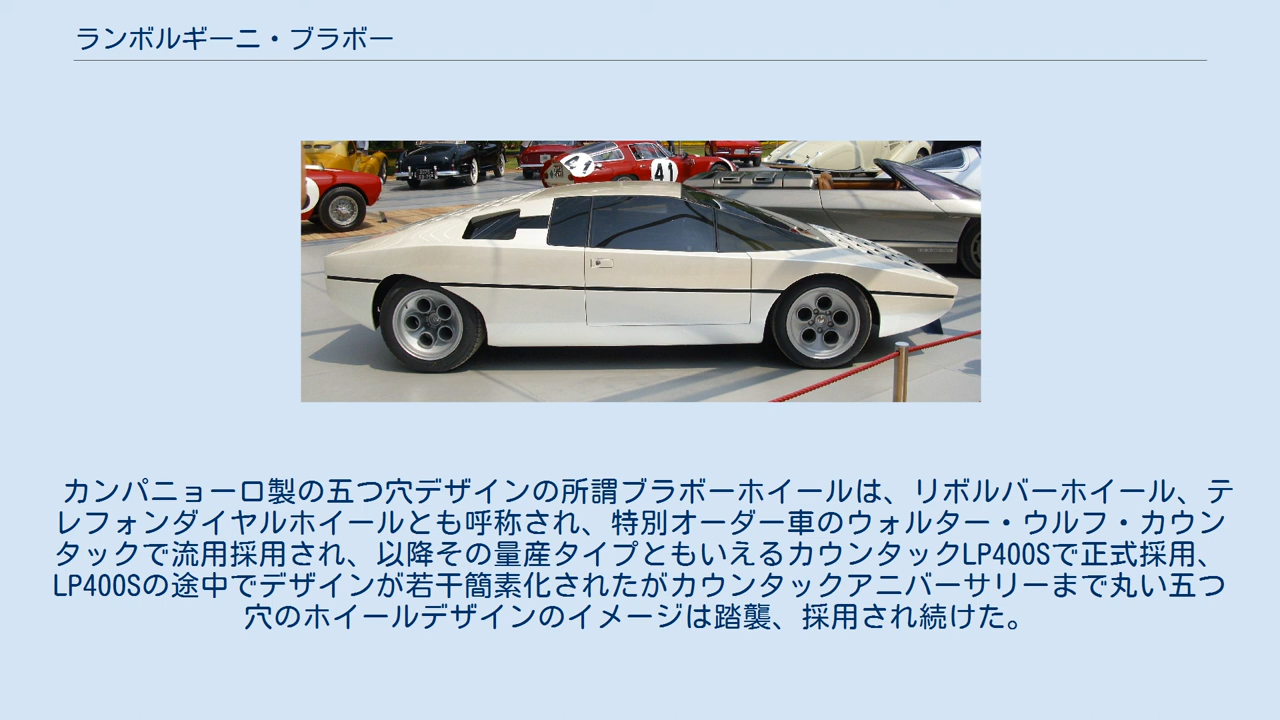 ランボルギーニ・ブラボー
41
41
カンパニョーロ製の五つ穴デザインの所謂ブラボーホイールは、リボルバーホイール、テ
レフォンダイヤルホイールとも呼称され、特別オーダー車のウォルター・ウルフ・カウン
タックで流用採用され、以降その量産タイプともいえるカウンタックLP400Sで正式採用、
LP400Sの途中でデザインが若干簡素化されたがカウンタックアニバーサリーまで丸い五つ
穴のホイールデザインのイメージは踏襲、採用され続けた。